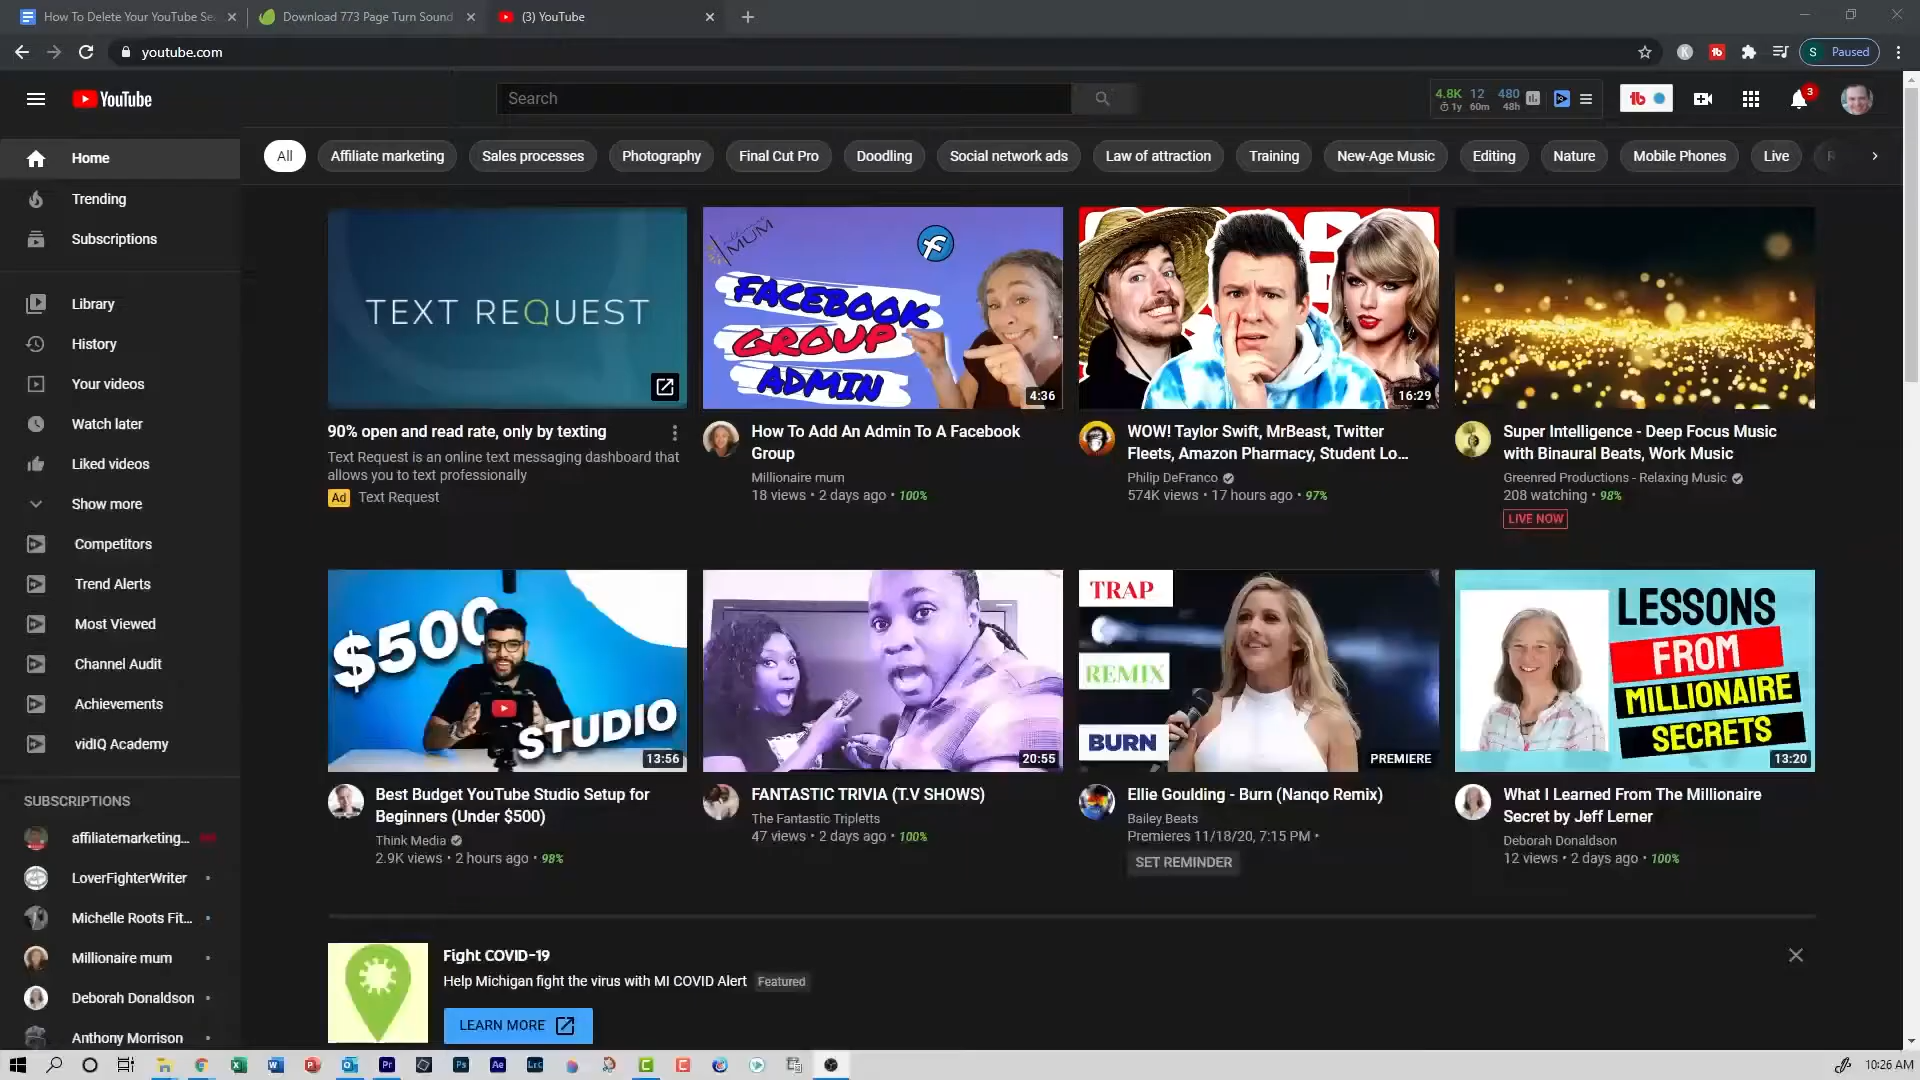 How To Delete Your YouTube Se
Download 773 Page Turn Sound
(3) YouTube
youtube.com
S Paused
YouTube
Search
4.8K 12 480
1y 60m 48h
tb
3
Home
Trending
Subscriptions
Library
History
Your videos
Watch later
Liked videos
Show more
Competitors
Trend Alerts
Most Viewed
Channel Audit
Achievements
vidIQ Academy
SUBSCRIPTIONS
affiliatemarketing...
LoverFighterWriter
Michelle Roots Fit...
Millionaire mum
Deborah Donaldson
Anthony Morrison
All
Affiliate marketing
Sales processes
Photography
Final Cut Pro
Doodling
Social network ads
Law of attraction
Training
New-Age Music
Editing
Nature
Mobile Phones
Live
TEXT REQUEST
90% open and read rate, only by texting
Text Request is an online text messaging dashboard that
allows you to text professionally
Ad Text Request
MUM
FACEBOOK
GROUP
ADMIN
4:36
How To Add An Admin To A Facebook
Group
Millionaire mum
18 views • 2 days ago • 100%
16:29
WOW! Taylor Swift, MrBeast, Twitter
Fleets, Amazon Pharmacy, Student Lo...
Philip DeFranco
574K views • 17 hours ago • 97%
Super Intelligence - Deep Focus Music
with Binaural Beats, Work Music
Greenred Productions - Relaxing Music
208 watching • 98%
LIVE NOW
$500
STUDIO
13:56
Best Budget YouTube Studio Setup for
Beginners (Under $500)
Think Media
2.9K views • 2 hours ago • 98%
20:55
FANTASTIC TRIVIA (T.V SHOWS)
The Fantastic Tripletts
47 views • 2 days ago • 100%
TRAP
REMIX
BURN
PREMIERE
Ellie Goulding - Burn (Nanqo Remix)
Bailey Beats
Premieres 11/18/20, 7:15 PM •
SET REMINDER
LESSONS
FROM
MILLIONAIRE
SECRETS
13:20
What I Learned From The Millionaire
Secret by Jeff Lerner
Deborah Donaldson
12 views • 2 days ago • 100%
Fight COVID-19
Help Michigan fight the virus with MI COVID Alert Featured
LEARN MORE
10:26 AM